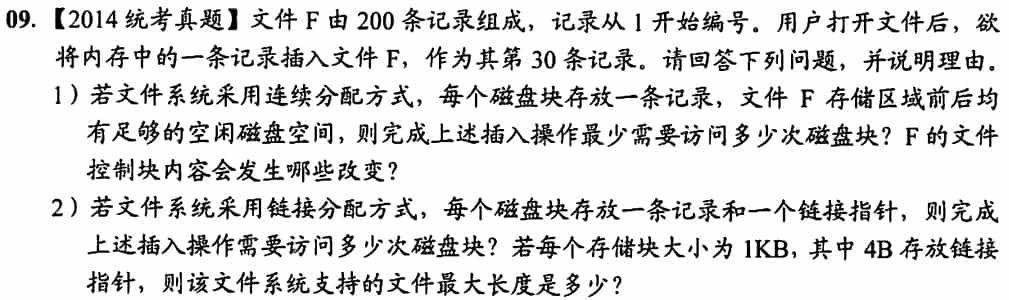 09. 【2014 统考真题】文件 F 由 200 条记录组成，记录从 1 开始编号。用户打开文件后，欲
将内存中的一条记录插入文件 F，作为其第 30 条记录。请回答下列问题，并说明理由。
1）若文件系统采用连续分配方式，每个磁盘块存放一条记录，文件 F 存储区域前后均
有足够的空闲磁盘空间，则完成上述插入操作最少需要访问多少次磁盘块？F 的文件
控制块内容会发生哪些改变？
2）若文件系统采用链接分配方式，每个磁盘块存放一条记录和一个链接指针，则完成
上述插入操作需要访问多少次磁盘块？若每个存储块大小为 1KB，其中 4B 存放链接
指针，则该文件系统支持的文件最大长度是多少？